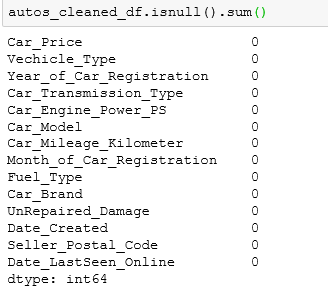 autos_cleaned_df.isnull().sum()
Car_Price 0
Vechicle_Type 0
Year_of_Car_Registration 0
Car_Transmission_Type 0
Car_Engine_Power_PS 0
Car_Model 0
Car_Mileage_Kilometer 0
Month_of_Car_Registration 0
Fuel_Type 0
Car_Brand 0
UnRepaired_Damage 0
Date_Created 0
Seller_Postal_Code 0
Date_LastSeen_Online 0
dtype: int64